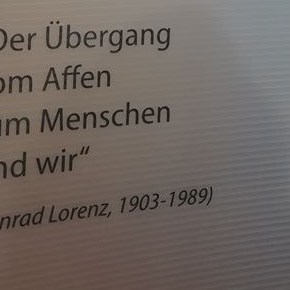 Der Übergang
om Affen
um Menschen
nd wir“
nrad Lorenz, 1903-1989)